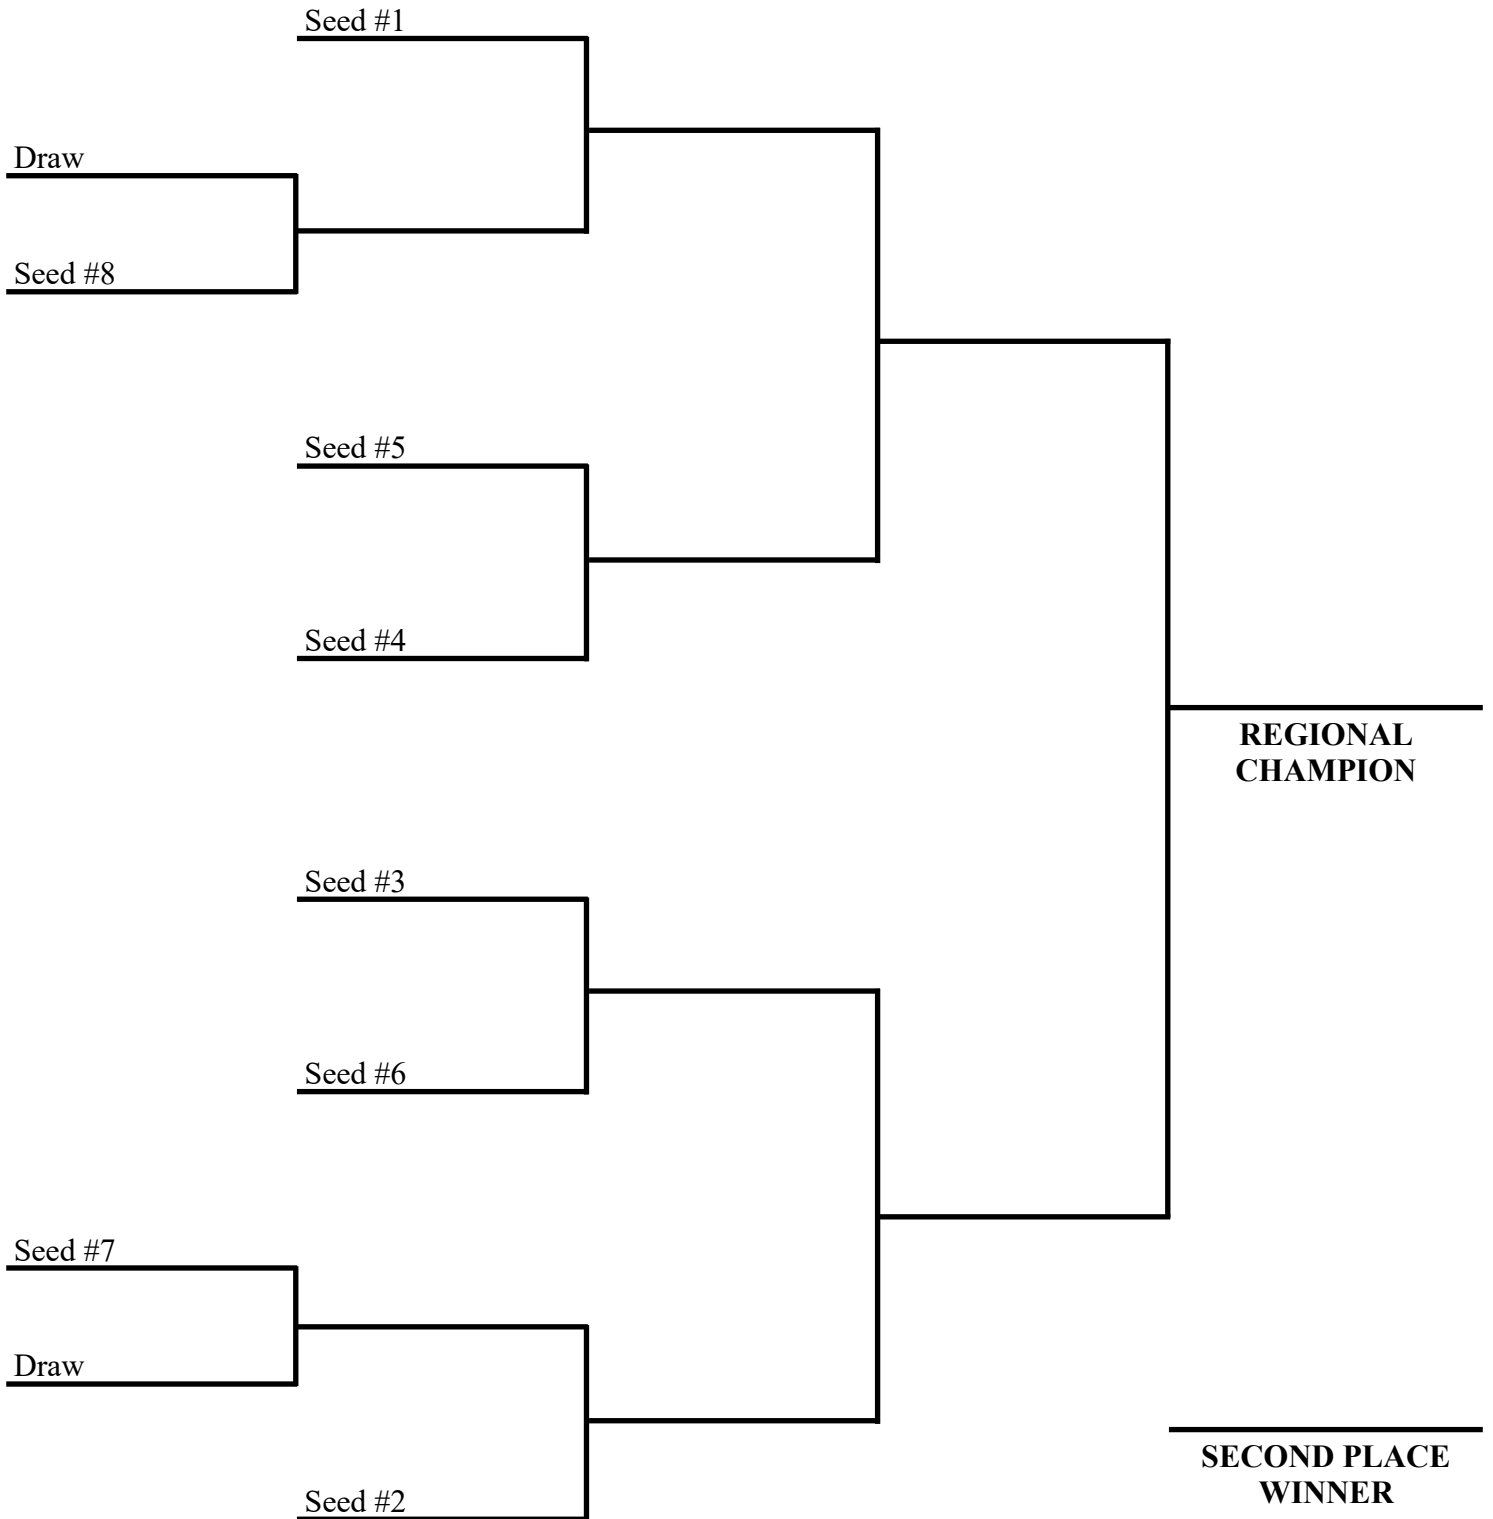 Seed #1
Draw
Seed #8
Seed #5
Seed #4
REGIONAL
CHAMPION
Seed #3
Seed #6
Seed #7
Draw
Seed #2
SECOND PLACE
WINNER